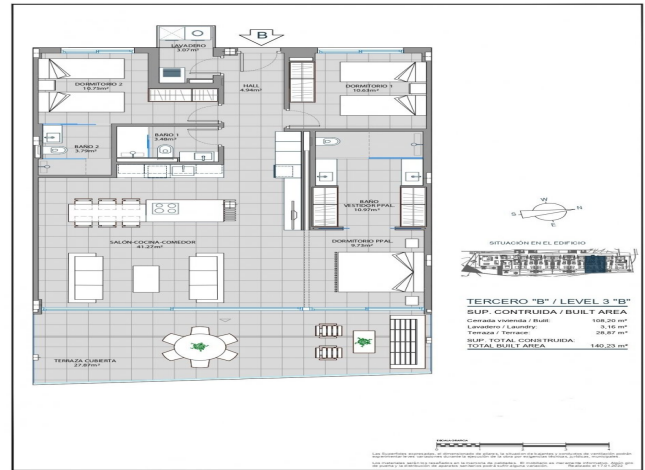 B
LAVADERO
3.07m²
DORMITORIO 2
10.75m²
HALL
4.94m²
DORMITORIO 1
10.63m²
BAÑO 1
3.48m²
BAÑO 2
3.79m²
BAÑO
VESTIDOR PPAL.
10.97m²
SALÓN-COCINA-COMEDOR
41.27m²
DORMITORIO PPAL.
9.73m²
TERRAZA CUBIERTA
27.87m²
W
S
N
E
SITUACIÓN EN EL EDIFICIO
TERCERO "B" / LEVEL 3 "B"
SUP. CONTRUIDA / BUILT AREA
Cerrada vivienda / Built: 108,20 m²
Lavadero / Laundry: 3,16 m²
Terraza / Terrace: 28,87 m²
SUP. TOTAL CONSTRUIDA:
TOTAL BUILT AREA 140,23 m²